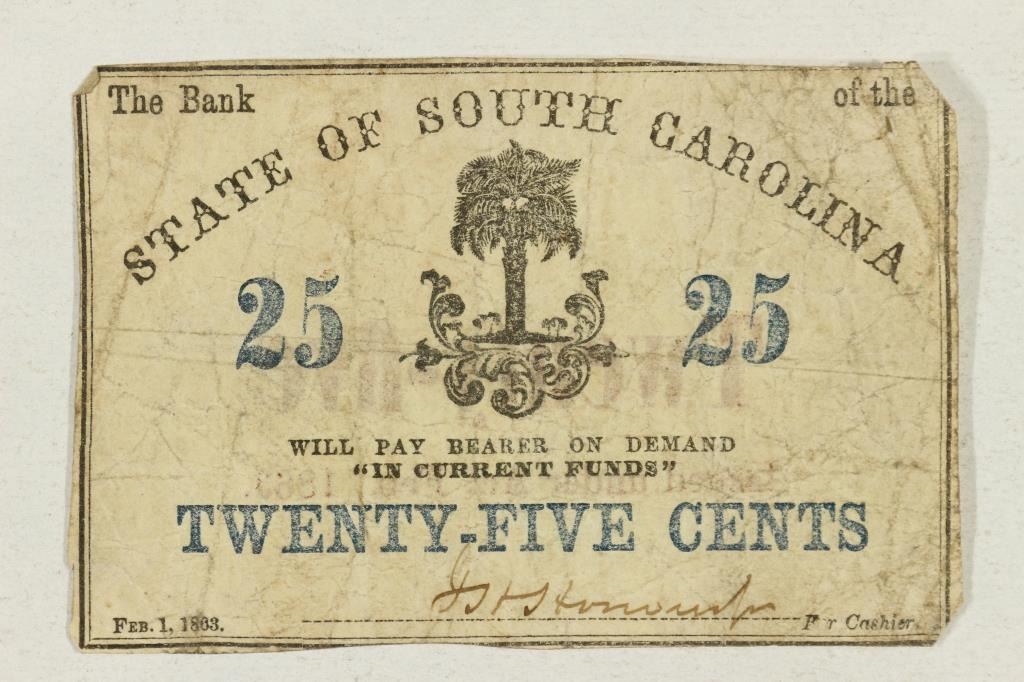 The Bank of the
STATE OF SOUTH CAROLINA
25 25
WILL PAY BEARER ON DEMAND
"IN CURRENT FUNDS"
TWENTY-FIVE CENTS
FEB. 1, 1863. For Cashier.